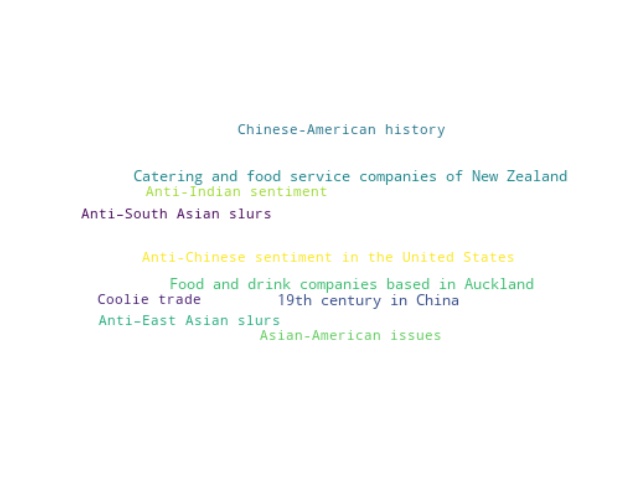 Chinese-American history
Catering and food service companies of New Zealand
Anti-Indian sentiment
Anti-South Asian slurs
Anti-Chinese sentiment in the United States
Food and drink companies based in Auckland
Coolie trade
19th century in China
Anti-East Asian slurs
Asian-American issues